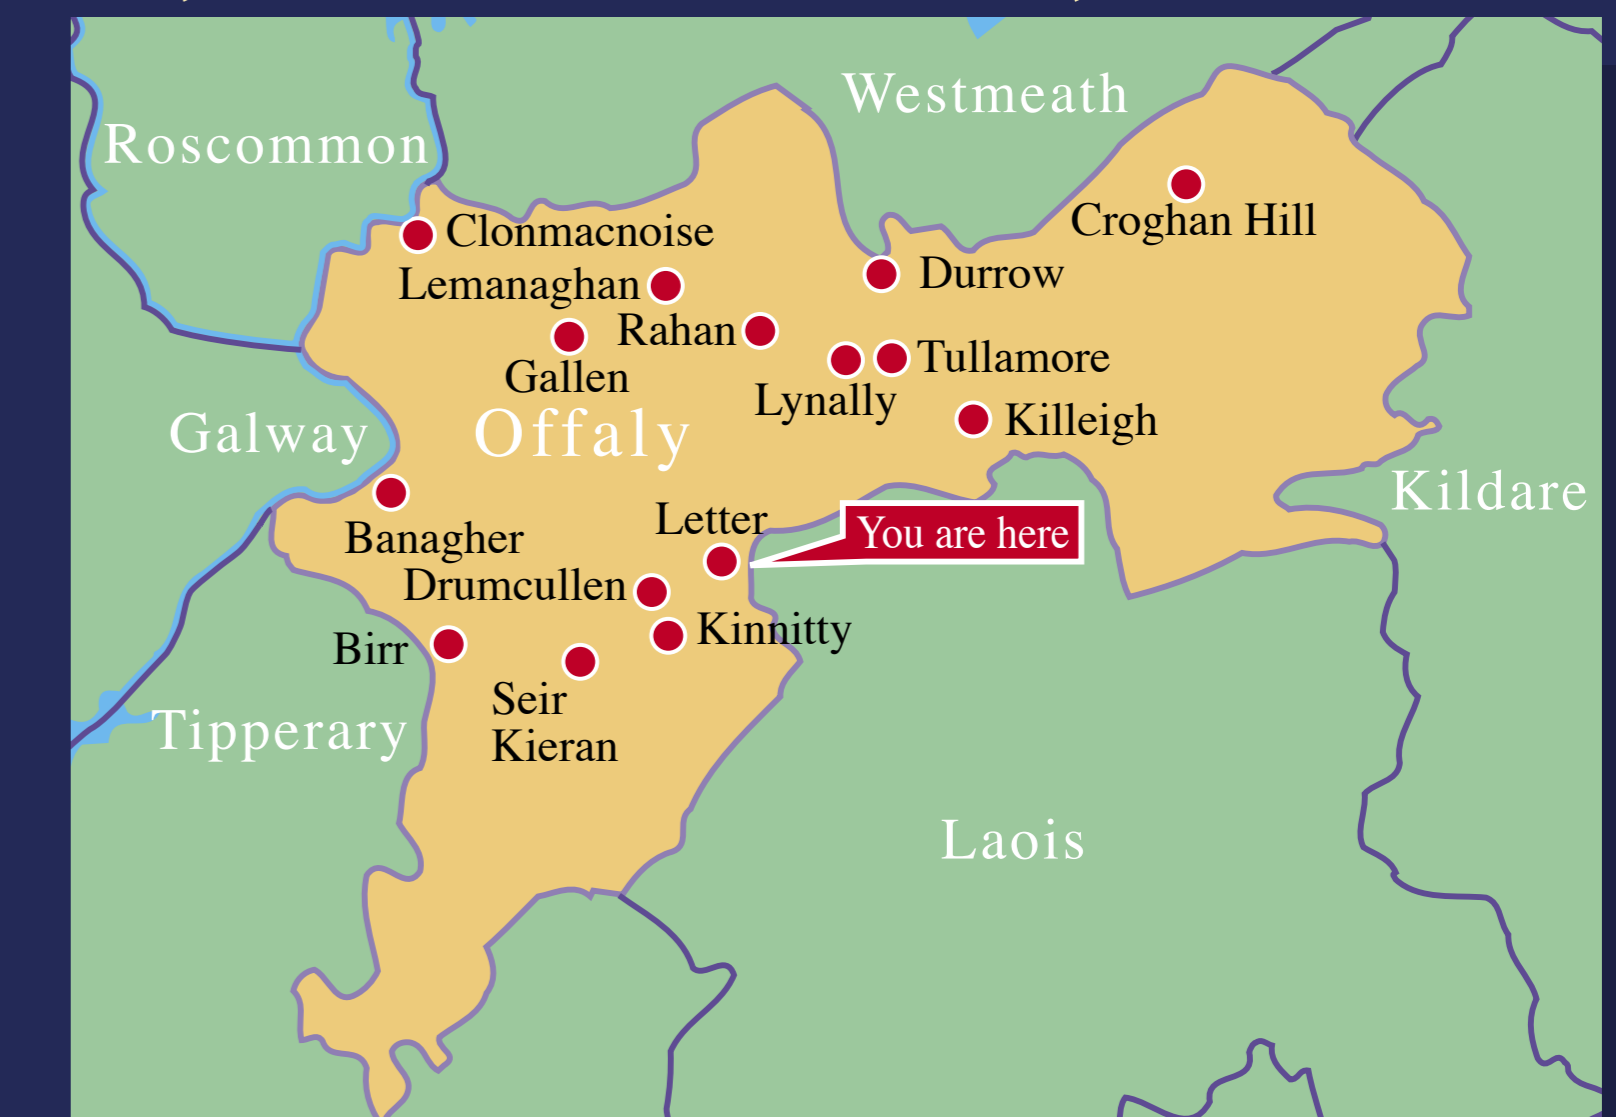 Westmeath
Roscommon
Croghan Hill
Clonmacnoise
Durrow
Lemanaghan
Rahan
Tullamore
Gallen
Lynally
Killeigh
Galway
Offaly
Kildare
Letter
You are here
Banagher
Drumcullen
Kinnitty
Birr
Seir
Kieran
Tipperary
Laois